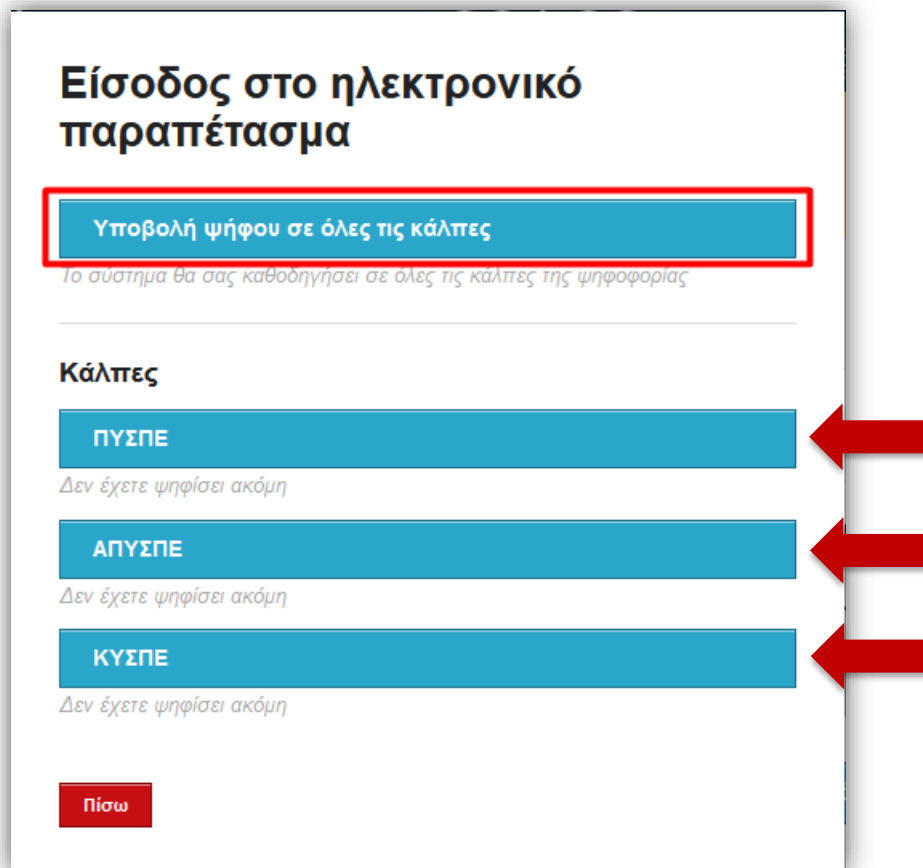 Είσοδος στο ηλεκτρονικό
παραπέτασμα
Υποβολή ψήφου σε όλες τις κάλπες
Το σύστημα θα σας καθοδηγήσει σε όλες τις κάλπες της ψηφοφορίας
Κάλπες
ΠΥΣΠΕ
Δεν έχετε ψηφίσει ακόμη
ΑΠΥΣΠΕ
Δεν έχετε ψηφίσει ακόμη
ΚΥΣΠΕ
Δεν έχετε ψηφίσει ακόμη
Πίσω